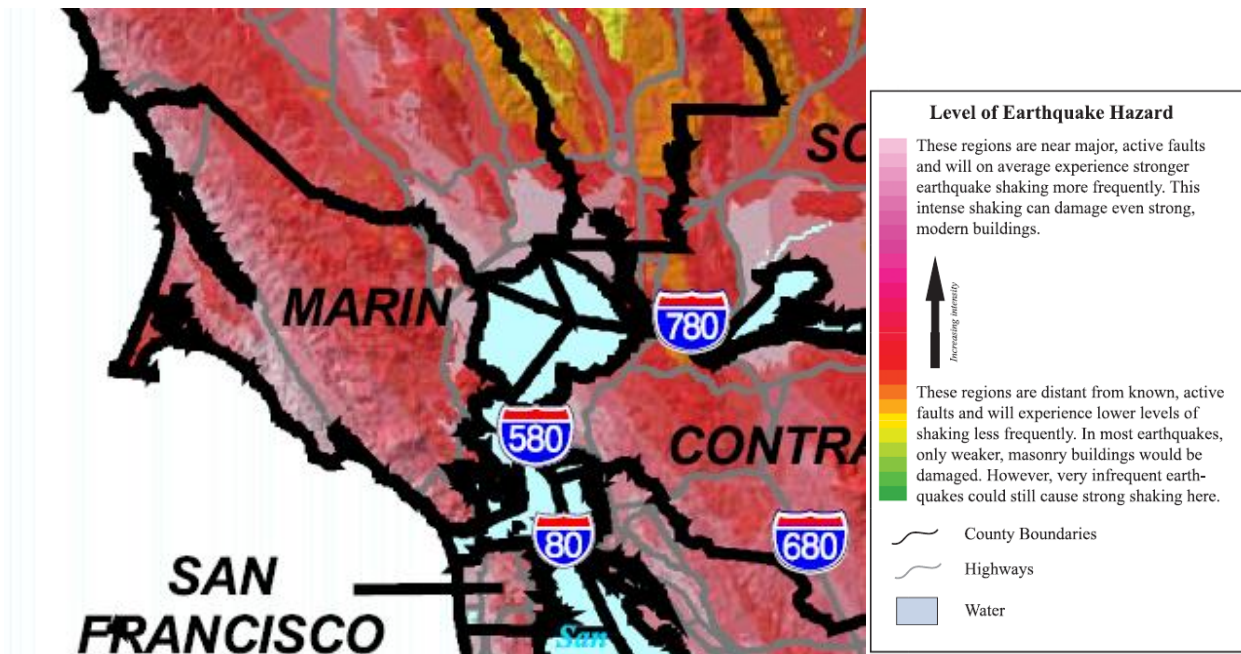 SO
MARIN
780
580
CONTRA
80
680
SAN
FRANCISCO
San
Level of Earthquake Hazard
These regions are near major, active faults
and will on average experience stronger
earthquake shaking more frequently. This
intense shaking can damage even strong,
modern buildings.
Increasing intensity
These regions are distant from known, active
faults and will experience lower levels of
shaking less frequently. In most earthquakes,
only weaker, masonry buildings would be
damaged. However, very infrequent earth-
quakes could still cause strong shaking here.
County Boundaries
Highways
Water